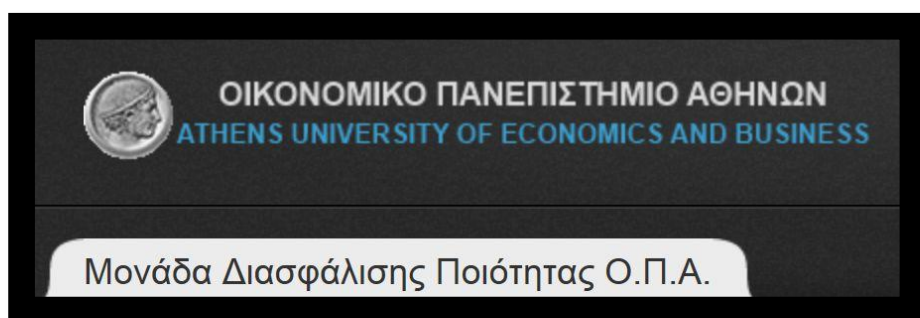 ΟΙΚΟΝΟΜΙΚΟ ΠΑΝΕΠΙΣΤΗΜΙΟ ΑΘΗΝΩΝ
ATHENS UNIVERSITY OF ECONOMICS AND BUSINESS
Μονάδα Διασφάλισης Ποιότητας Ο.Π.Α.